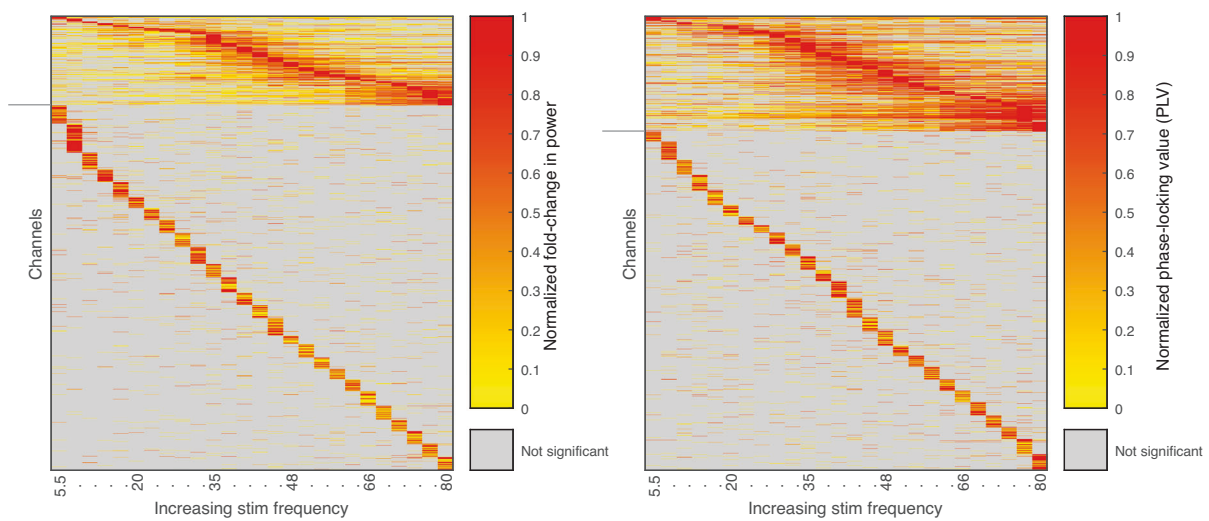 1
0.9
0.8
0.7
0.6
0.5
0.4
0.3
0.2
0.1
0
Normalized fold-change in power
Not significant
Channels
5.5 · · · · 20 · · · · 35 · · · · 48 · · · · 66 · · · · 80
Increasing stim frequency
1
0.9
0.8
0.7
0.6
0.5
0.4
0.3
0.2
0.1
0
Normalized phase-locking value (PLV)
Not significant
Channels
5.5 · · · · 20 · · · · 35 · · · · 48 · · · · 66 · · · · 80
Increasing stim frequency